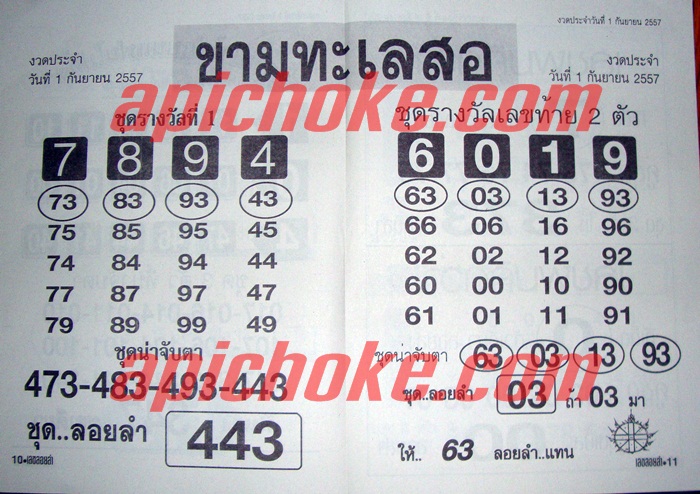 งวดประจำวันที่ 1 กันยายน 2557
ขามทะเลสอ
งวดประจำ
วันที่ 1 กันยายน 2557
งวดประจำ
วันที่ 1 กันยายน 2557
apichoke.com
ชุดรางวัลที่ 1
7 8 9 4
73 83 93 43
75 85 95 45
74 84 94 44
77 87 97 47
79 89 99 49
ชุดน่าจับตา
473-483-493-443
ชุด..ลอยลำ 443
10
ชุดรางวัลเลขท้าย 2 ตัว
6 0 1 9
63 03 13 93
66 06 16 96
62 02 12 92
60 00 10 90
61 01 11 91
ชุดน่าจับตา 63 03 13 93
apichoke.com
ชุด..ลอยลำ 03 ถ้า 03 มา
ให้.. 63 ลอยลำ..แทน
11